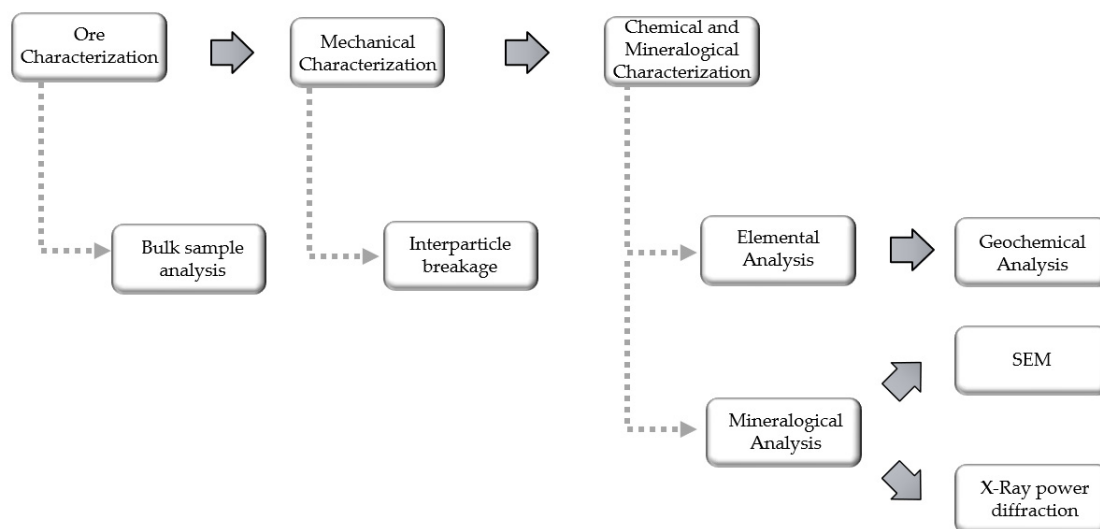 Ore
Characterization
Mechanical
Characterization
Chemical and
Mineralogical
Characterization
Bulk sample
analysis
Interparticle
breakage
Elemental
Analysis
Geochemical
Analysis
SEM
Mineralogical
Analysis
X-Ray power
diffraction